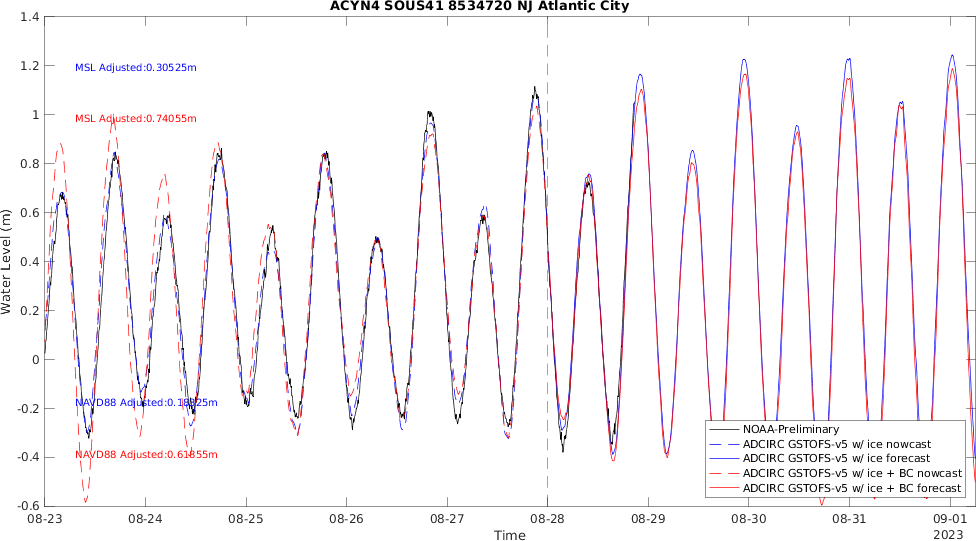 ACYN4 SOUS41 8534720 NJ Atlantic City
1.4
1.2
1
0.8
0.6
0.4
0.2
0
-0.2
-0.4
-0.6
Water Level (m)
MSL Adjusted:0.30525m
MSL Adjusted:0.74055m
NAVD88 Adjusted:0.18325m
NAVD88 Adjusted:0.61855m
NOAA-Preliminary
ADCIRC GSTOFS-v5 w/ ice nowcast
ADCIRC GSTOFS-v5 w/ ice forecast
ADCIRC GSTOFS-v5 w/ ice + BC nowcast
ADCIRC GSTOFS-v5 w/ ice + BC forecast
08-23 08-24 08-25 08-26 08-27 08-28 08-29 08-30 08-31 09-01
Time
2023